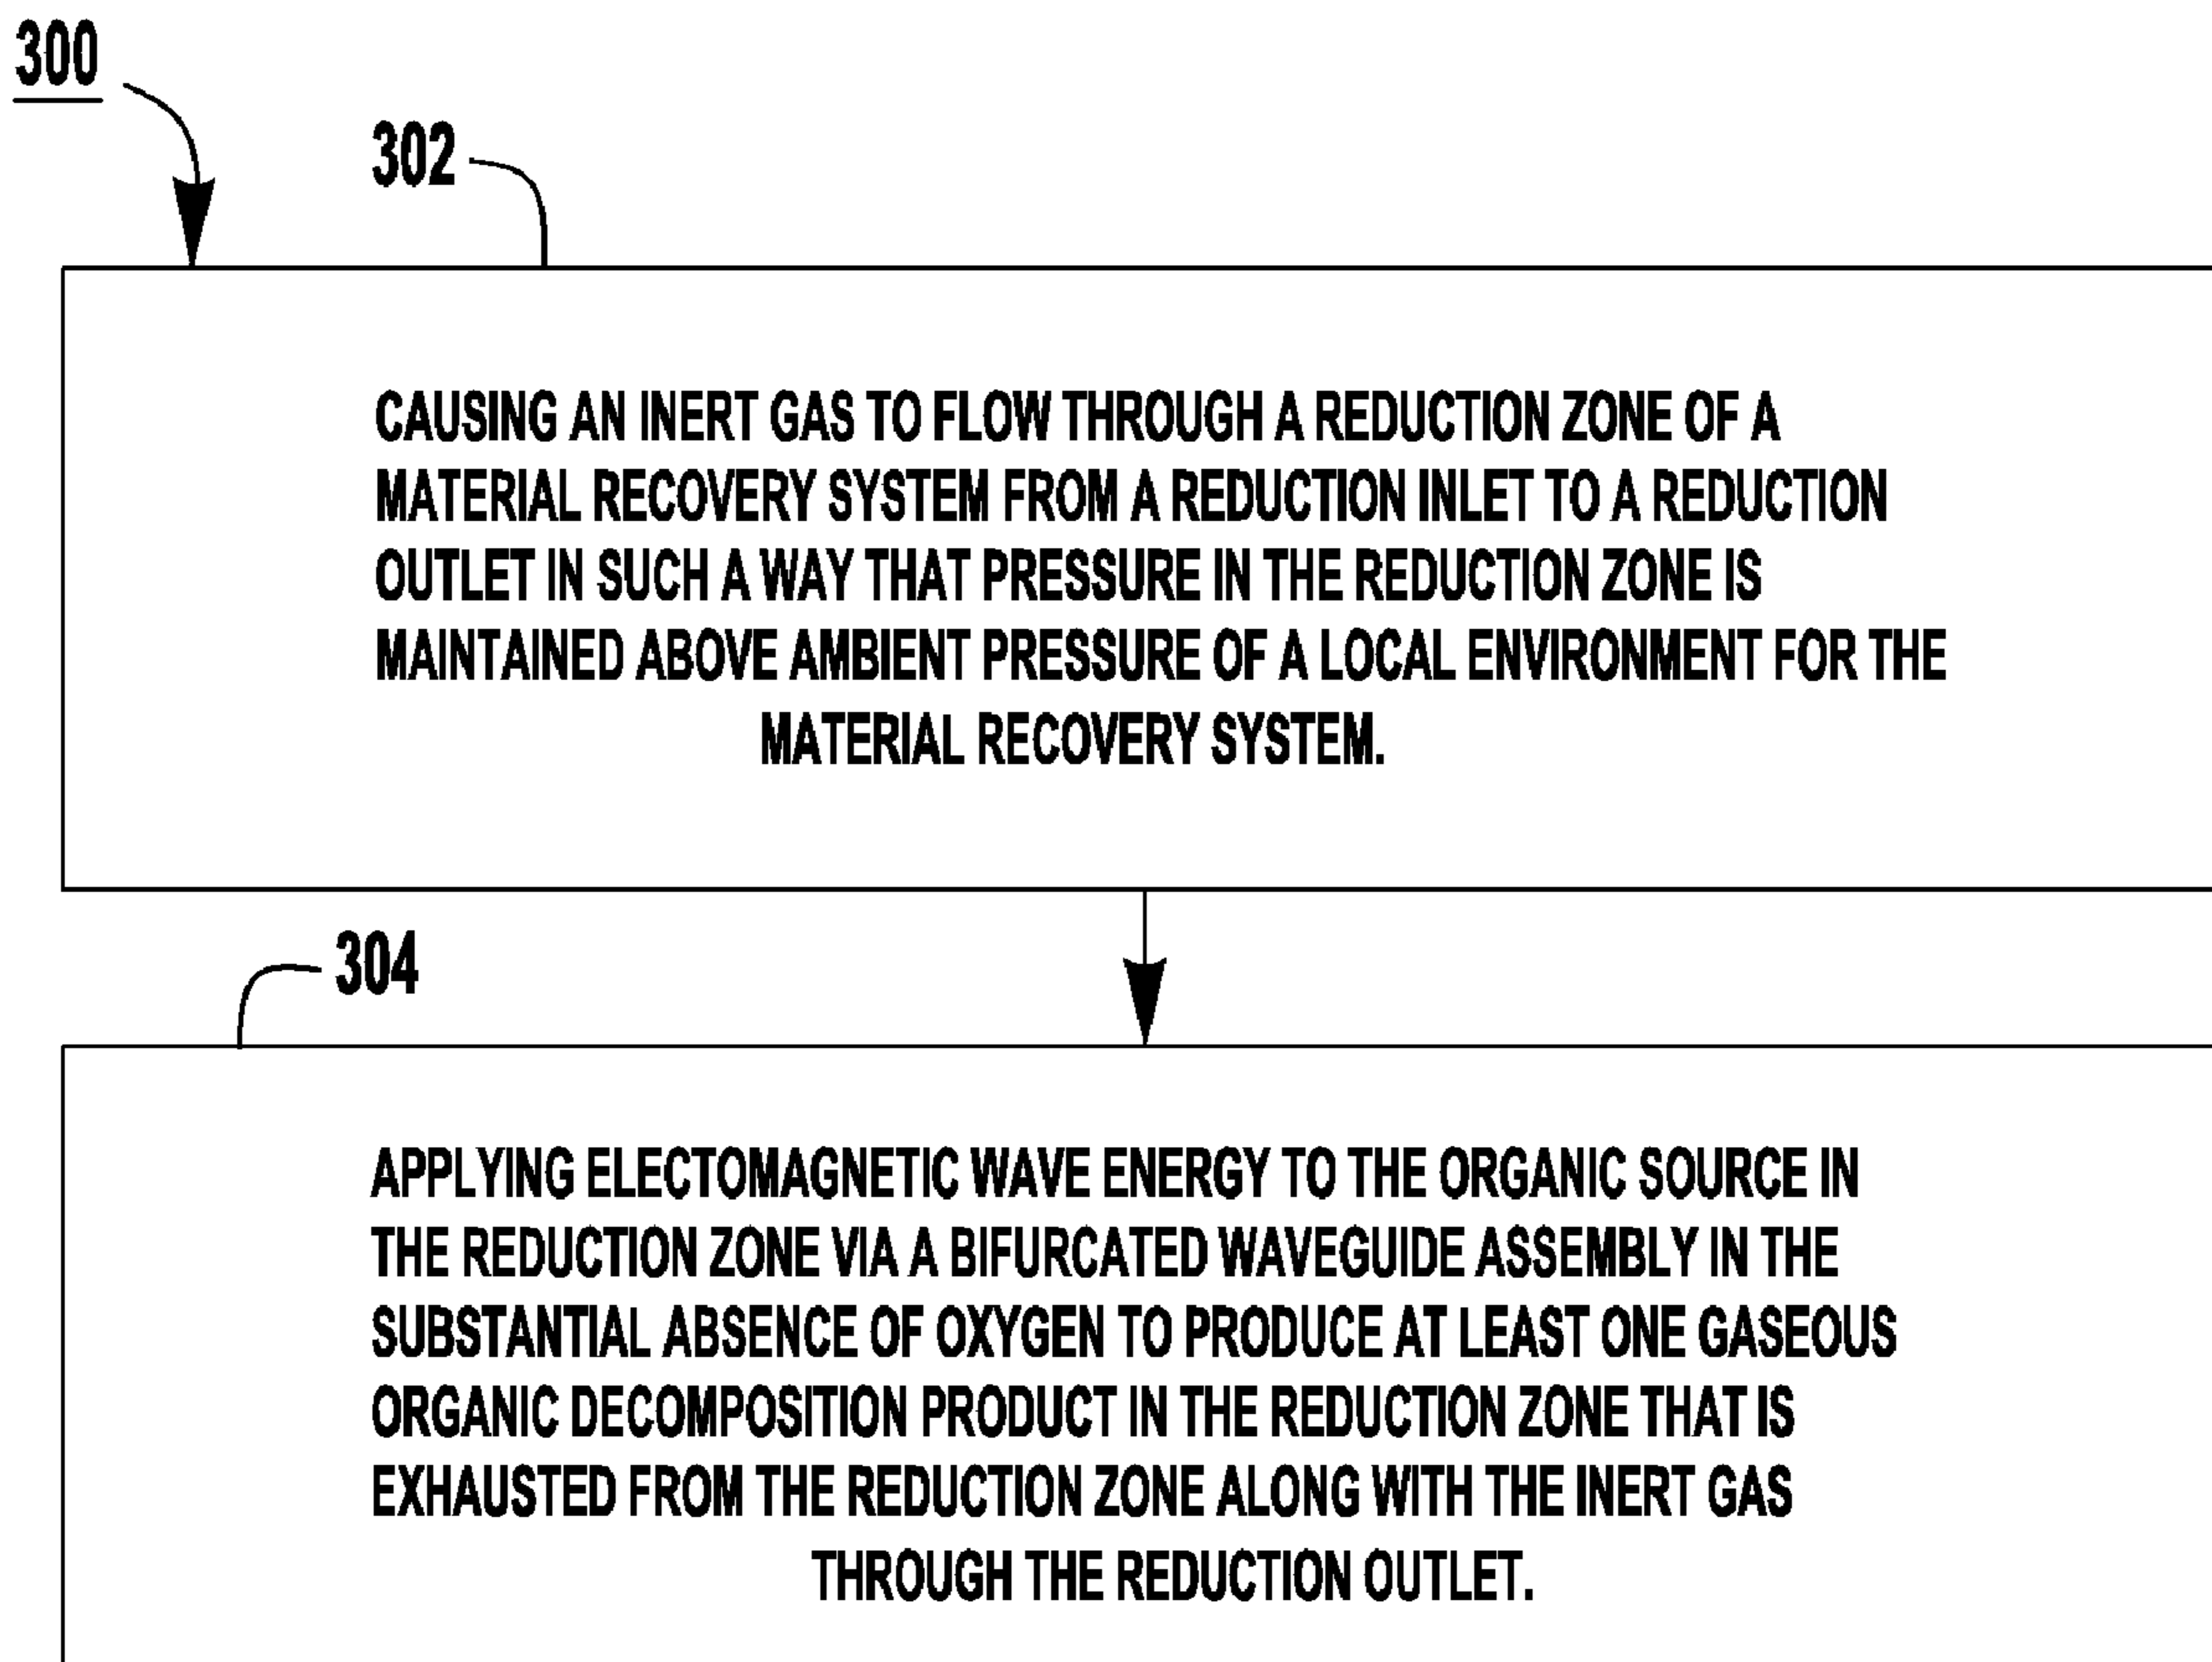 300
302
CAUSING AN INERT GAS TO FLOW THROUGH A REDUCTION ZONE OF A
MATERIAL RECOVERY SYSTEM FROM A REDUCTION INLET TO A REDUCTION
OUTLET IN SUCH A WAY THAT PRESSURE IN THE REDUCTION ZONE IS
MAINTAINED ABOVE AMBIENT PRESSURE OF A LOCAL ENVIRONMENT FOR THE
MATERIAL RECOVERY SYSTEM.
304
APPLYING ELECTOMAGNETIC WAVE ENERGY TO THE ORGANIC SOURCE IN
THE REDUCTION ZONE VIA A BIFURCATED WAVEGUIDE ASSEMBLY IN THE
SUBSTANTIAL ABSENCE OF OXYGEN TO PRODUCE AT LEAST ONE GASEOUS
ORGANIC DECOMPOSITION PRODUCT IN THE REDUCTION ZONE THAT IS
EXHAUSTED FROM THE REDUCTION ZONE ALONG WITH THE INERT GAS
THROUGH THE REDUCTION OUTLET.